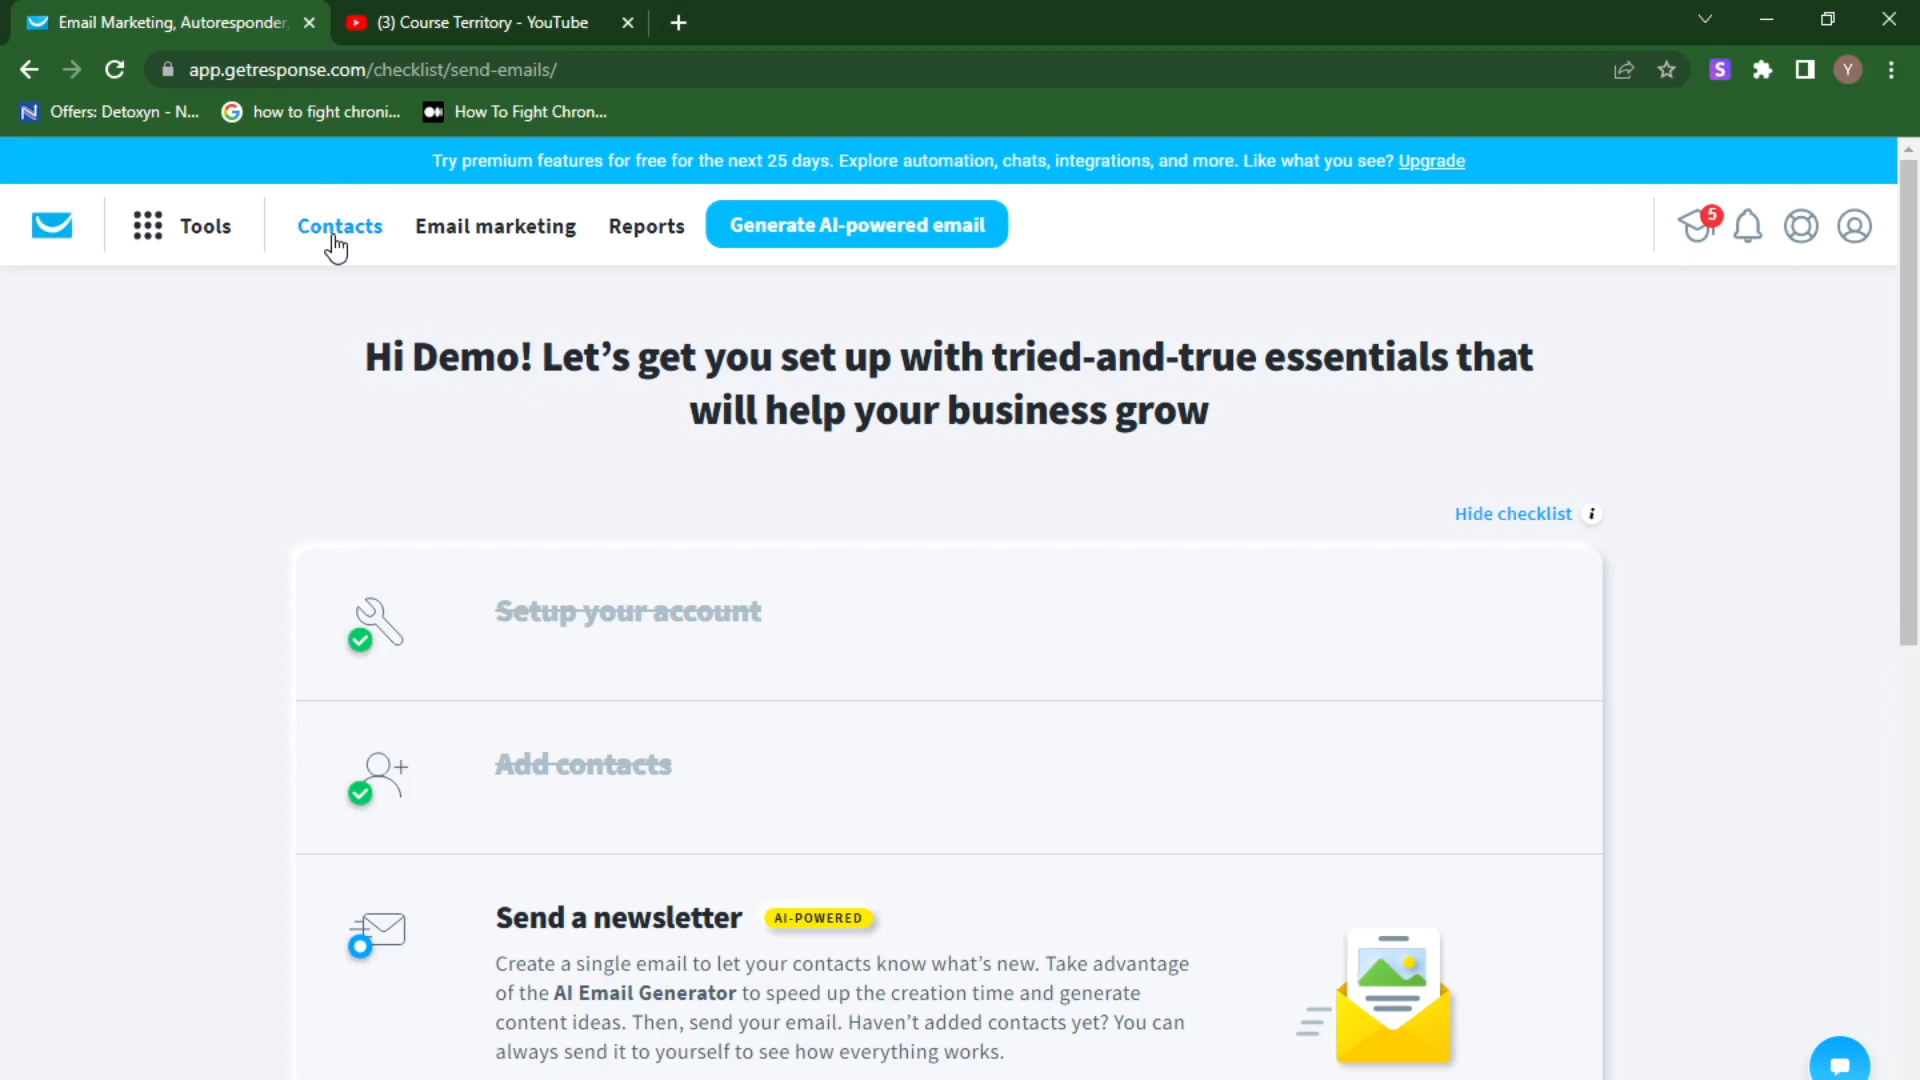 Email Marketing, Autoresponder
(3) Course Territory - YouTube
app.getresponse.com/checklist/send-emails/
S
Y
Offers: Detoxyn - N...
how to fight chroni...
How To Fight Chron...
Try premium features for free for the next 25 days. Explore automation, chats, integrations, and more. Like what you see? Upgrade
Tools
Contacts
Email marketing
Reports
Generate AI-powered email
5
Hi Demo! Let’s get you set up with tried-and-true essentials that
will help your business grow
Hide checklist
i
Setup your account
Add contacts
Send a newsletter
AI-POWERED
Create a single email to let your contacts know what’s new. Take advantage
of the AI Email Generator to speed up the creation time and generate
content ideas. Then, send your email. Haven’t added contacts yet? You can
always send it to yourself to see how everything works.